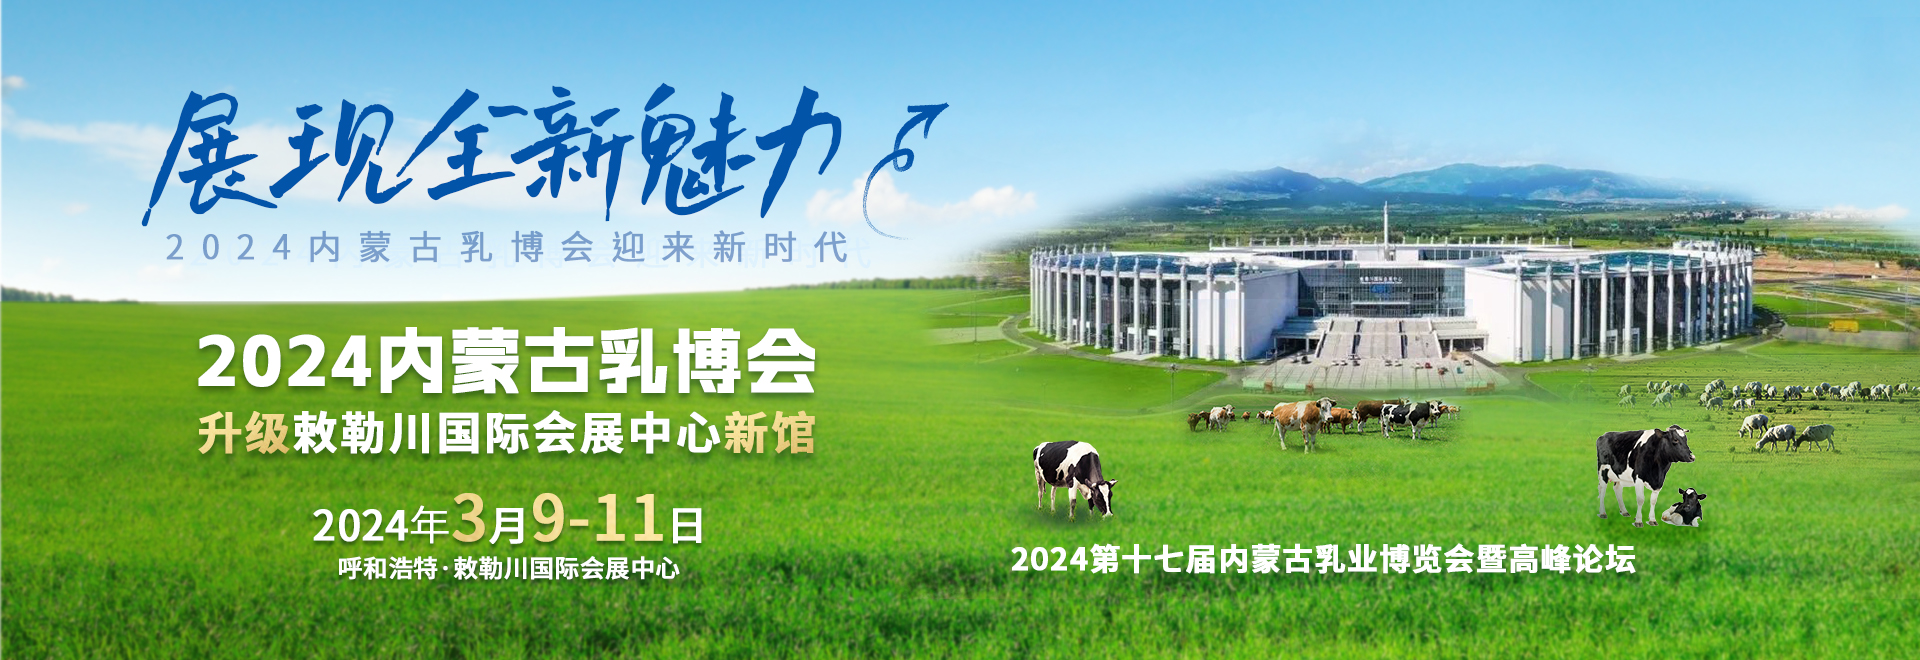 展现全新魅力
2024内蒙古乳博会迎来新时代
2024内蒙古乳博会
升级敕勒川国际会展中心新馆
2024年3月9-11日
呼和浩特·敕勒川国际会展中心
2024第十七届内蒙古乳业博览会暨高峰论坛